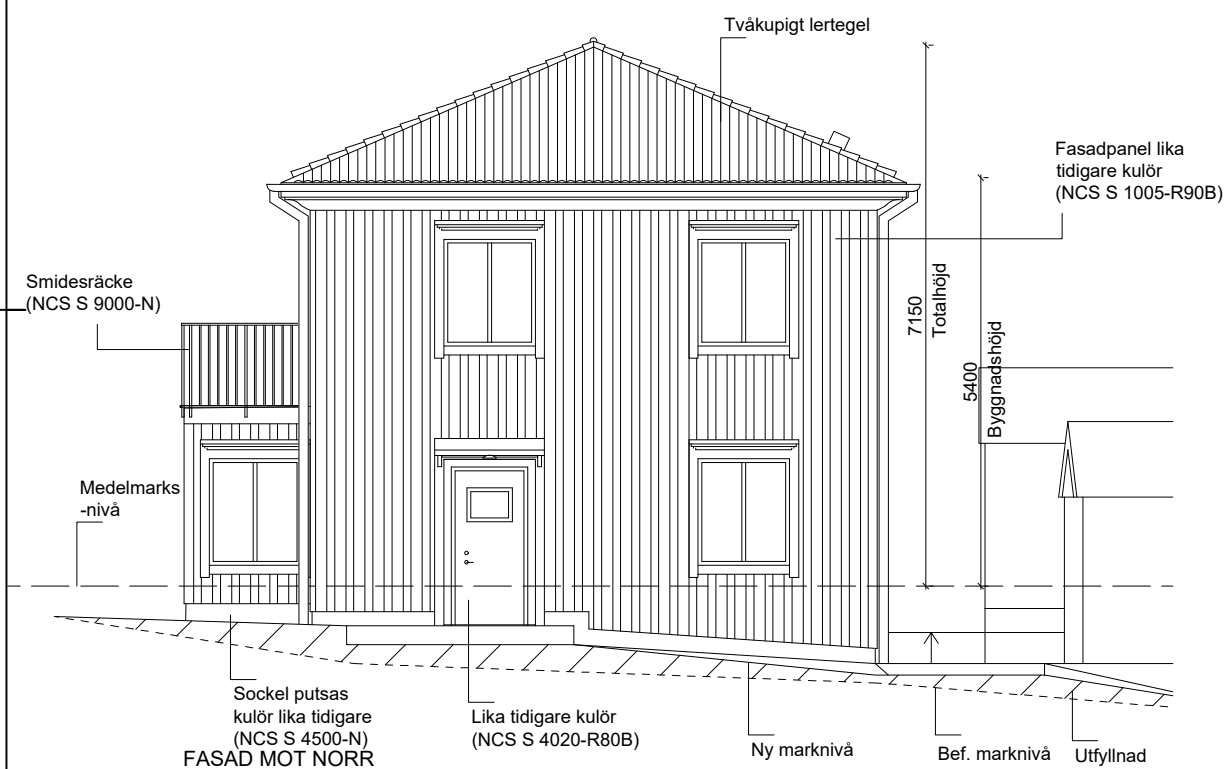 Tvåkupigt lertegel
Fasadpanel lika
tidigare kulör
(NCS S 1005-R90B)
Smidesräcke
(NCS S 9000-N)
7150
Totalhöjd
5400
Byggnadshöjd
Medelmarks
-nivå
Sockel putsas
kulör lika tidigare
(NCS S 4500-N)
Lika tidigare kulör
(NCS S 4020-R80B)
Ny marknivå
Bef. marknivå
Utfyllnad
FASAD MOT NORR